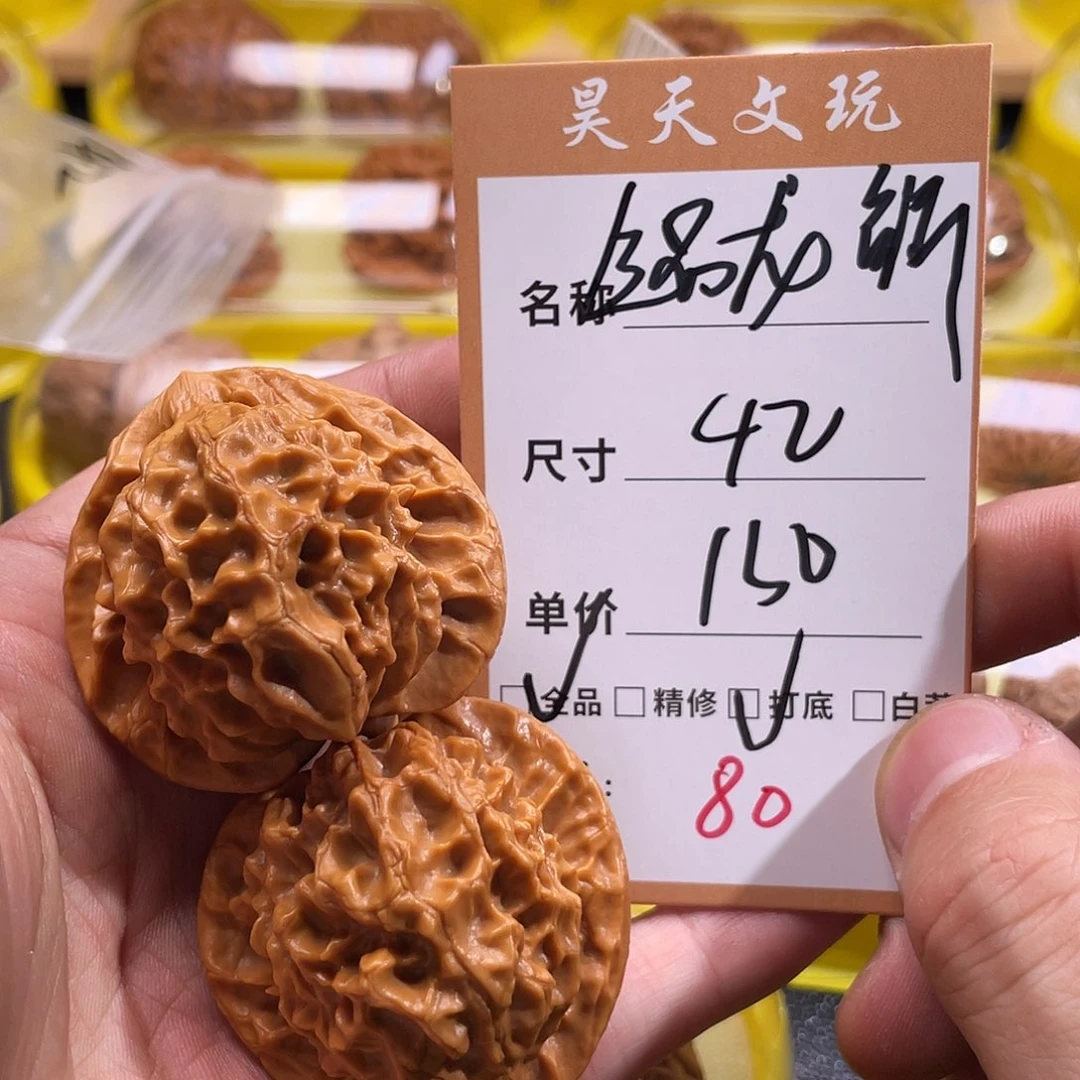 昊天文玩
名称
尺寸 42
单价 150
全品 精修 打底 白茬
80